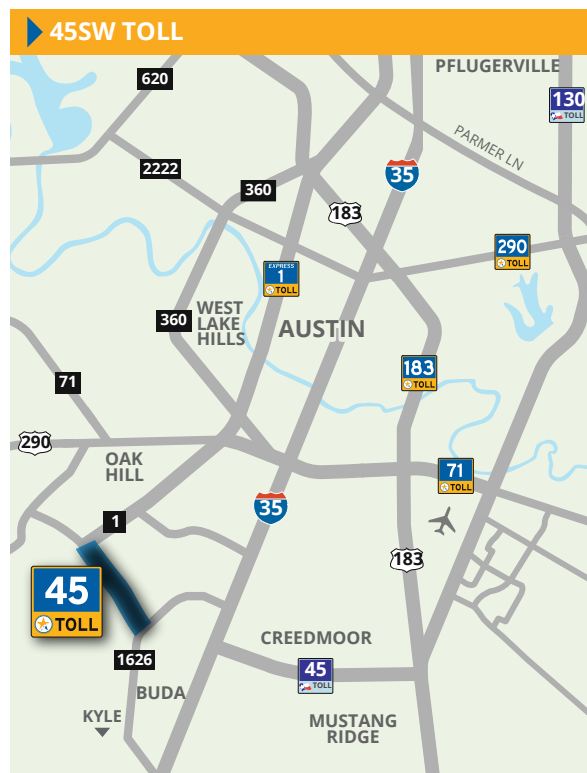 45SW TOLL
PFLUGERVILLE
620
130
TOLL
PARMER LN
2222
35
360
183
290
TOLL
EXPRESS
1
TOLL
WEST
LAKE
HILLS
360
AUSTIN
183
TOLL
71
290
OAK
HILL
71
TOLL
35
1
183
45
TOLL
CREEDMOOR
1626
45
TOLL
BUDA
KYLE
MUSTANG
RIDGE